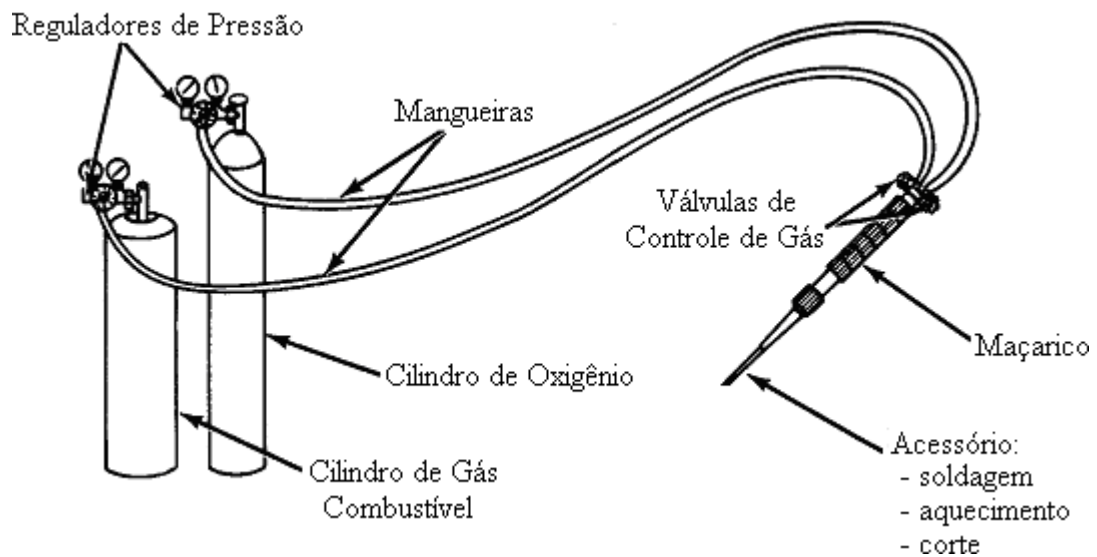 Reguladores de Pressão
Mangueiras
Válvulas de
Controle de Gás
Maçarico
Cilindro de Oxigênio
Acessório:
- soldagem
- aquecimento
- corte
Cilindro de Gás
Combustível